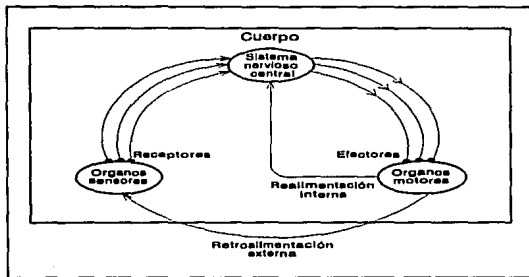 Cuerpo
Sistema
nervioso
central
Receptores
Efectores
Organos
sensores
Realimentación
interna
Organos
motores
Retroalimentación
externa